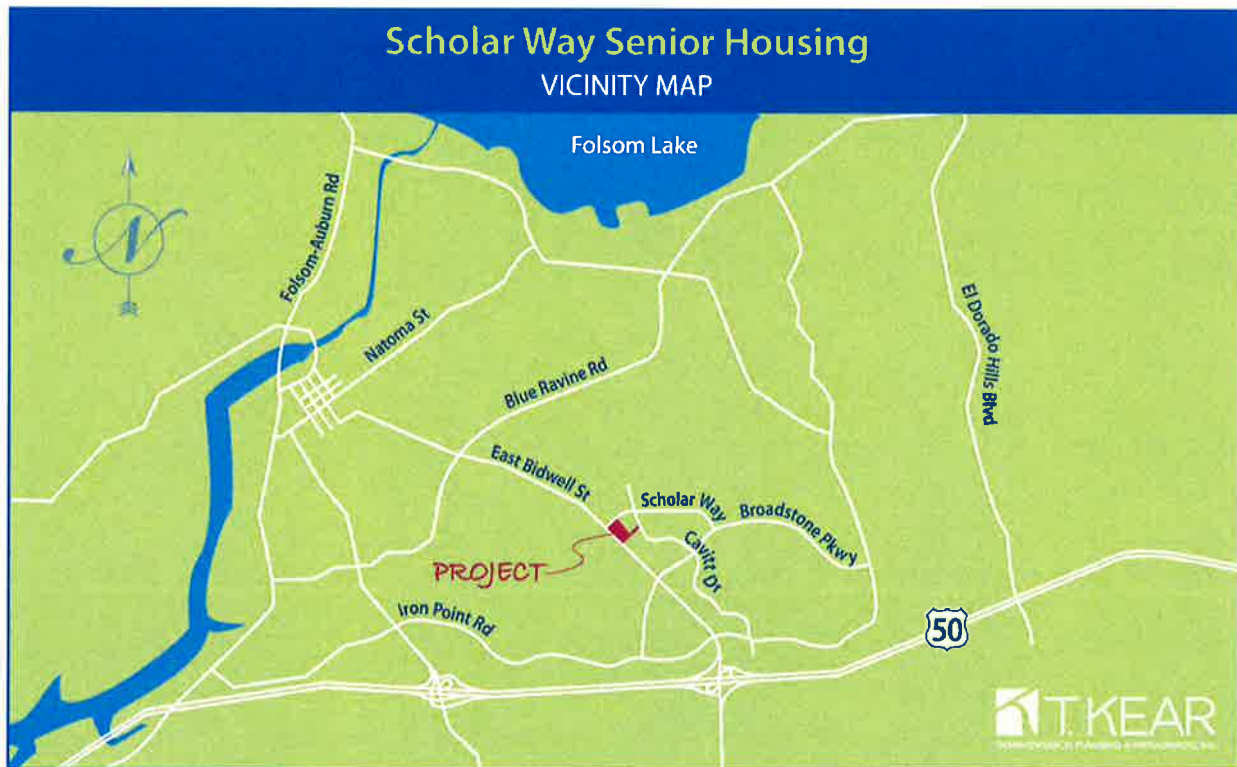 Scholar Way Senior Housing
VICINITY MAP
Folsom Lake
N
Folsom-Auburn Rd
Natoma St
El Dorado Hills Blvd
Blue Ravine Rd
East Bidwell St
Scholar Way
Broadstone Pkwy
Cavitt Dr
PROJECT
Iron Point Rd
50
T.KEAR